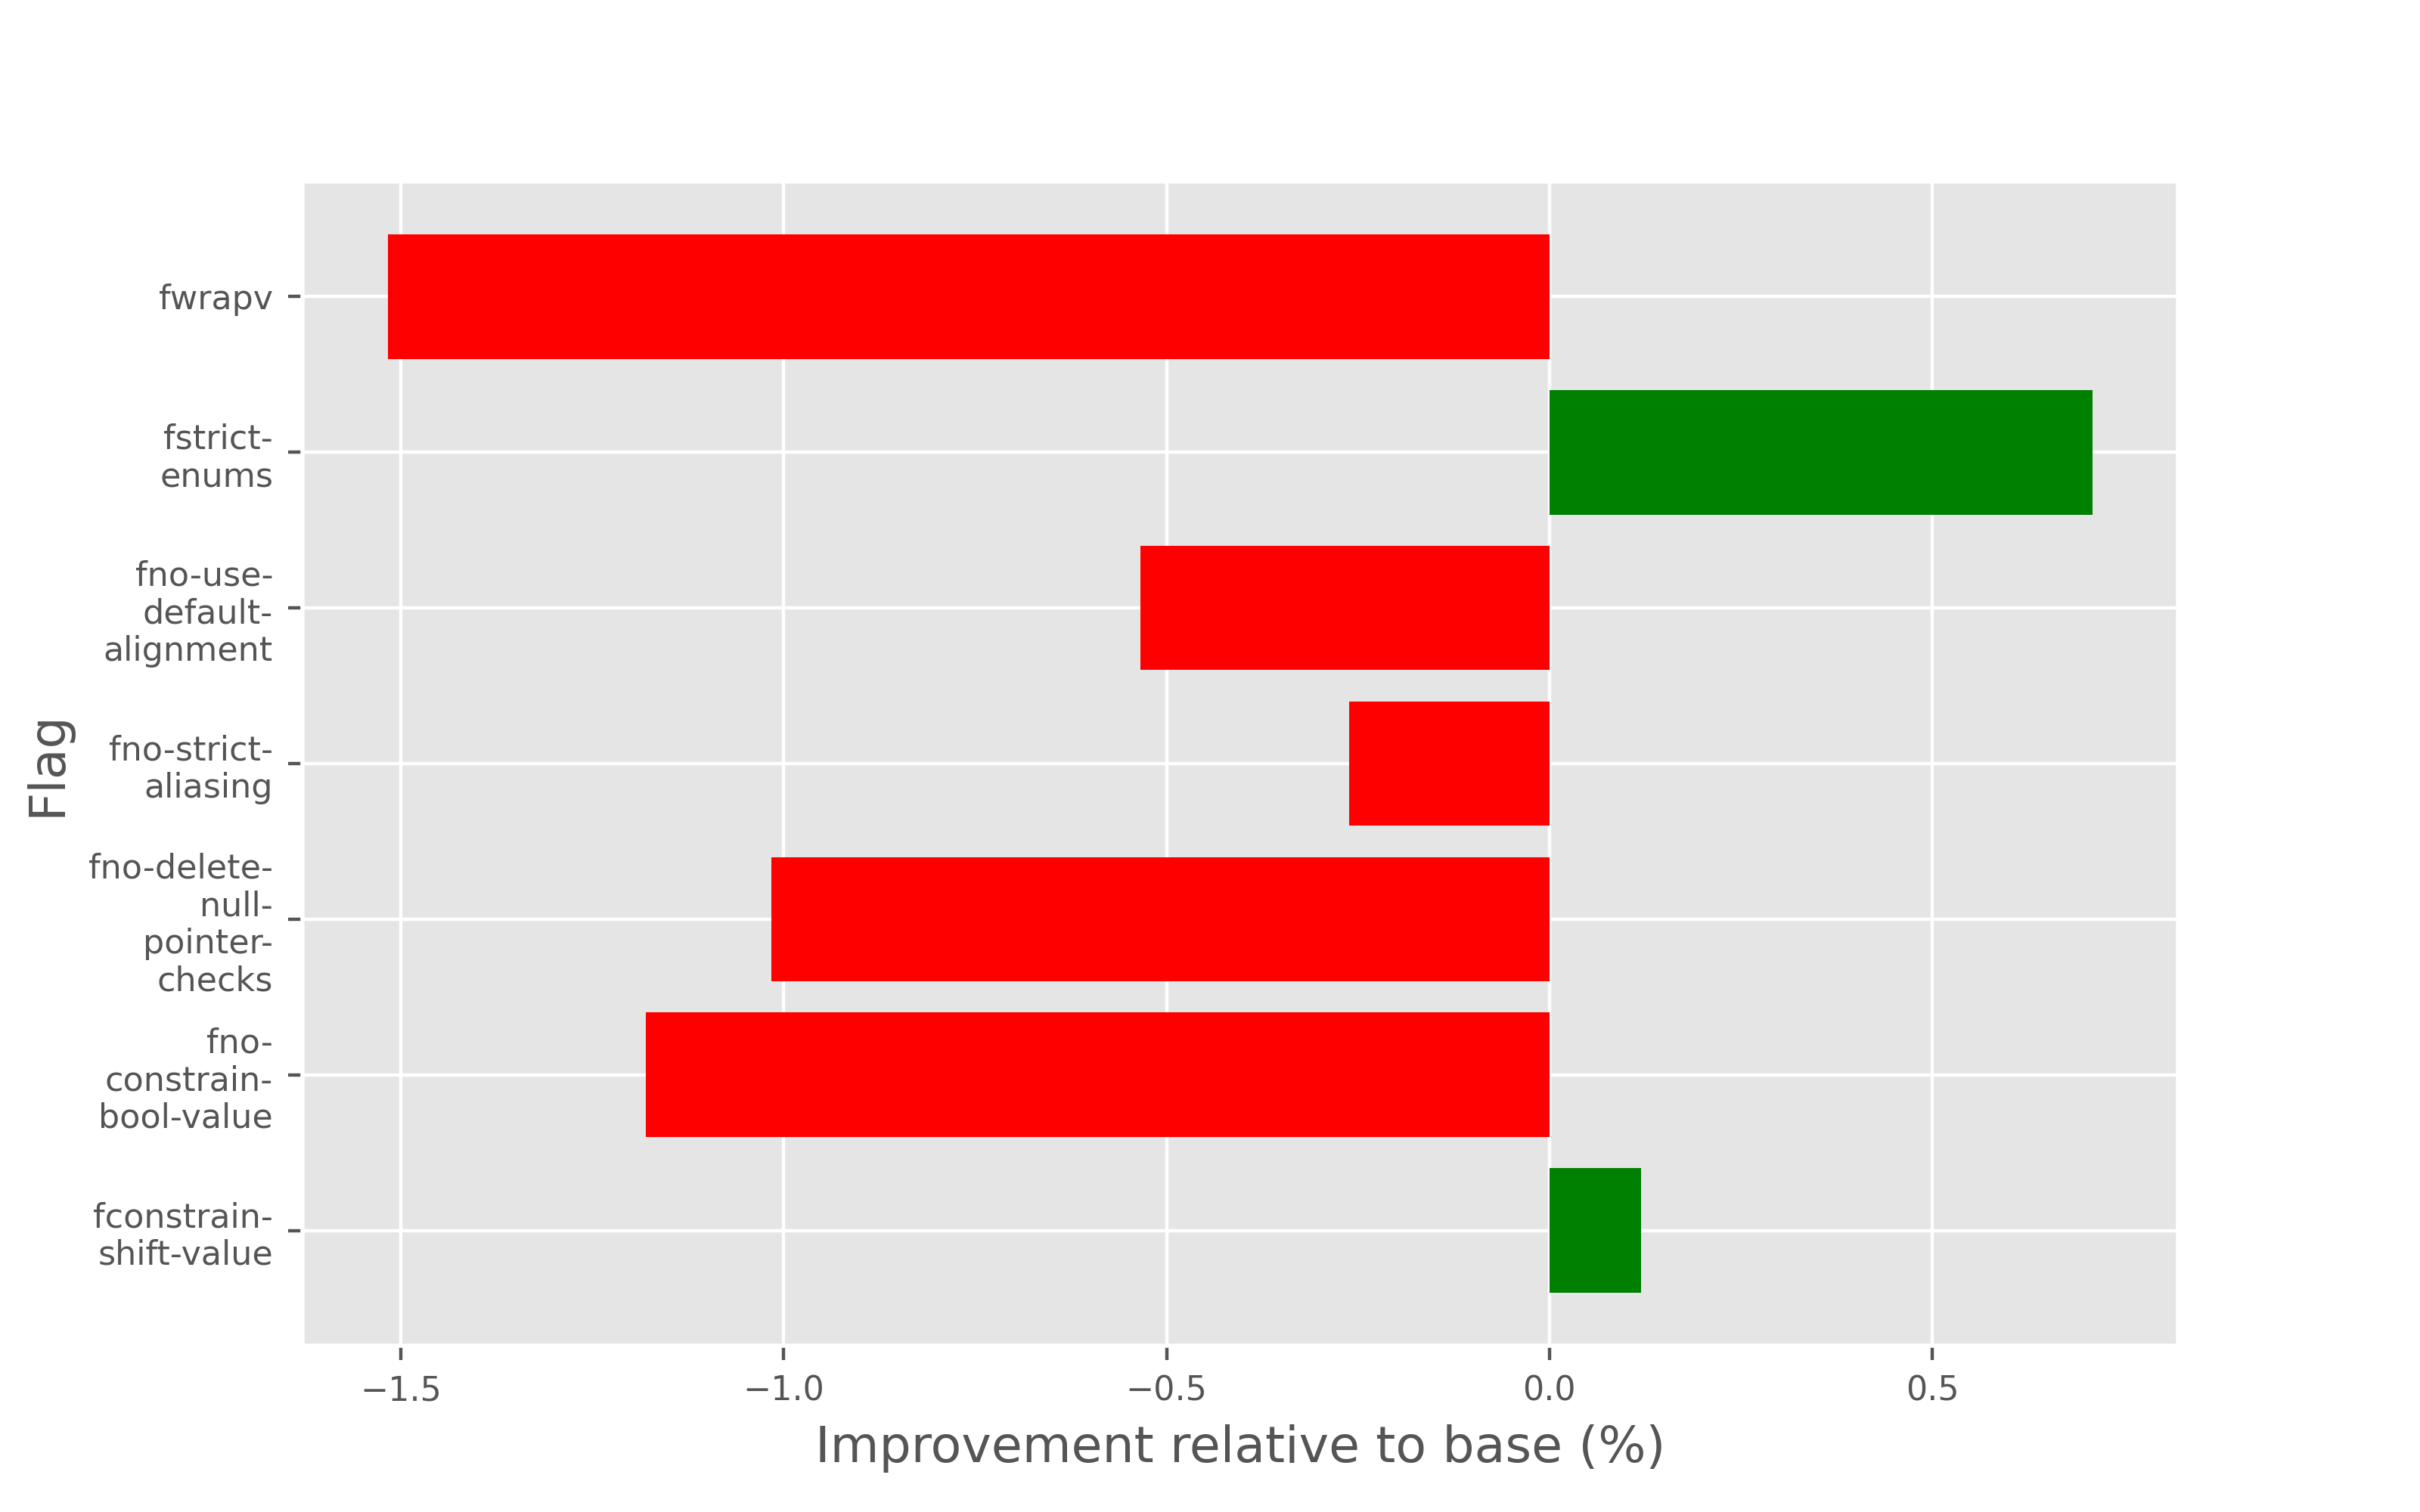 fwrapv
fstrict-
enums
fno-use-
default-
alignment
fno-strict-
aliasing
fno-delete-
null-
pointer-
checks
fno-
constrain-
bool-value
fconstrain-
shift-value
Flag
−1.5
−1.0
−0.5
0.0
0.5
Improvement relative to base (%)